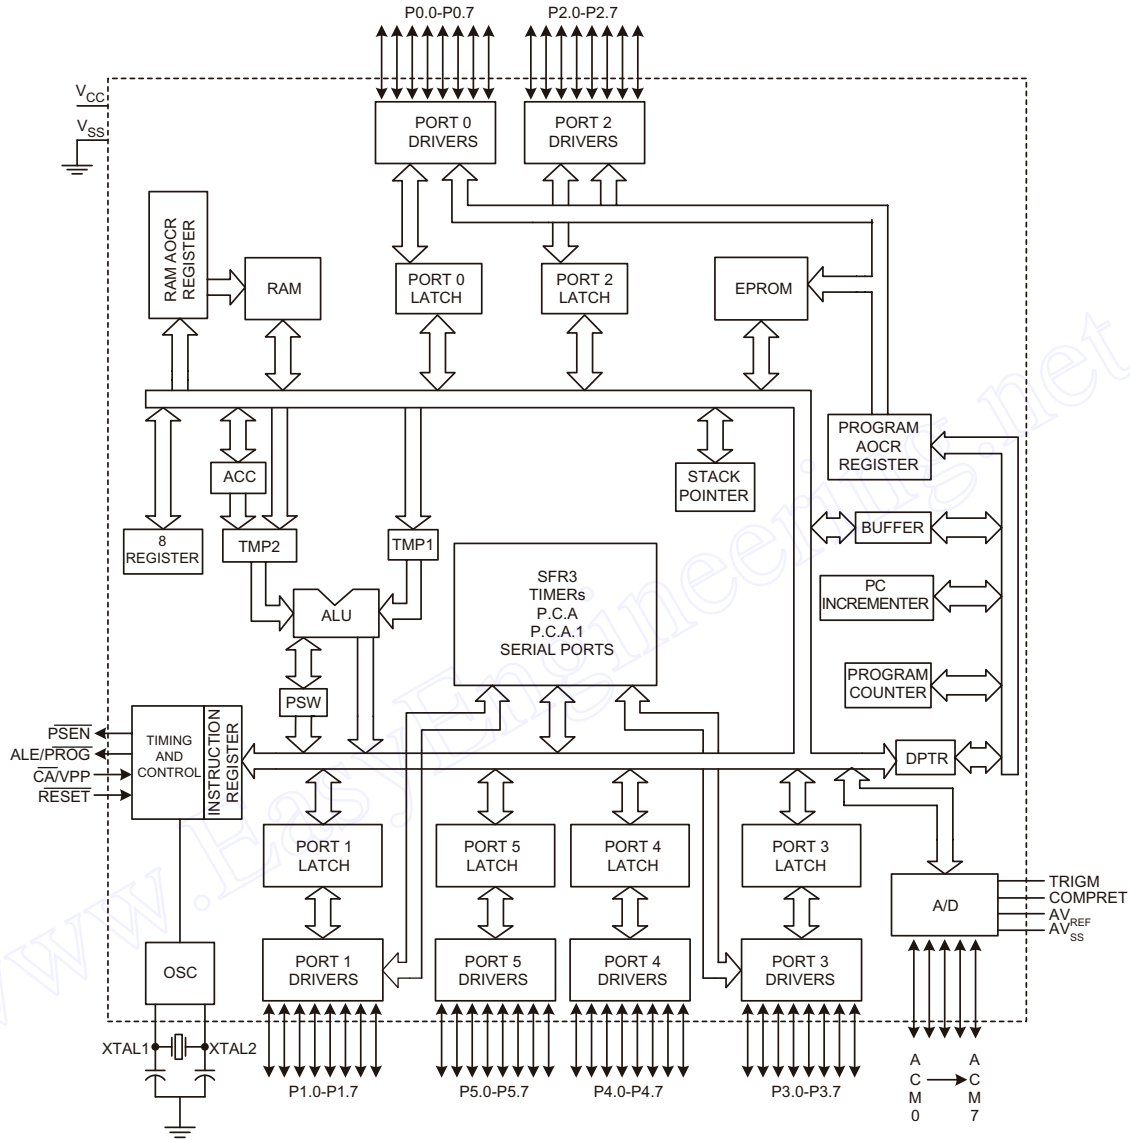 P0.0-P0.7
P2.0-P2.7
VCC
VSS
PORT 0
DRIVERS
PORT 2
DRIVERS
RAM AOCR
REGISTER
RAM
PORT 0
LATCH
PORT 2
LATCH
EPROM
PROGRAM
AOCR
REGISTER
ACC
STACK
POINTER
8
REGISTER
TMP2
TMP1
BUFFER
SFR3
TIMERs
P.C.A
P.C.A.1
SERIAL PORTS
PC
INCREMENTER
ALU
PROGRAM
COUNTER
PSW
PSEN
ALE/PROG
CA/VPP
RESET
TIMING
AND
CONTROL
INSTRUCTION
REGISTER
DPTR
PORT 1
LATCH
PORT 5
LATCH
PORT 4
LATCH
PORT 3
LATCH
A/D
TRIGM
COMPRET
AVREF
AVSS
OSC
PORT 1
DRIVERS
PORT 5
DRIVERS
PORT 4
DRIVERS
PORT 3
DRIVERS
XTAL1
XTAL2
P1.0-P1.7
P5.0-P5.7
P4.0-P4.7
P3.0-P3.7
ACM0
ACM7
www.EasyEngineering.net